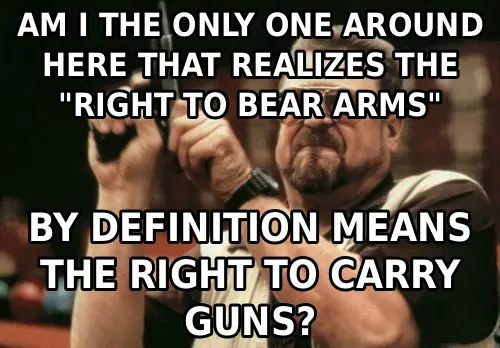 AM I THE ONLY ONE AROUND
HERE THAT REALIZES THE
"RIGHT TO BEAR ARMS"
BY DEFINITION MEANS
THE RIGHT TO CARRY
GUNS?